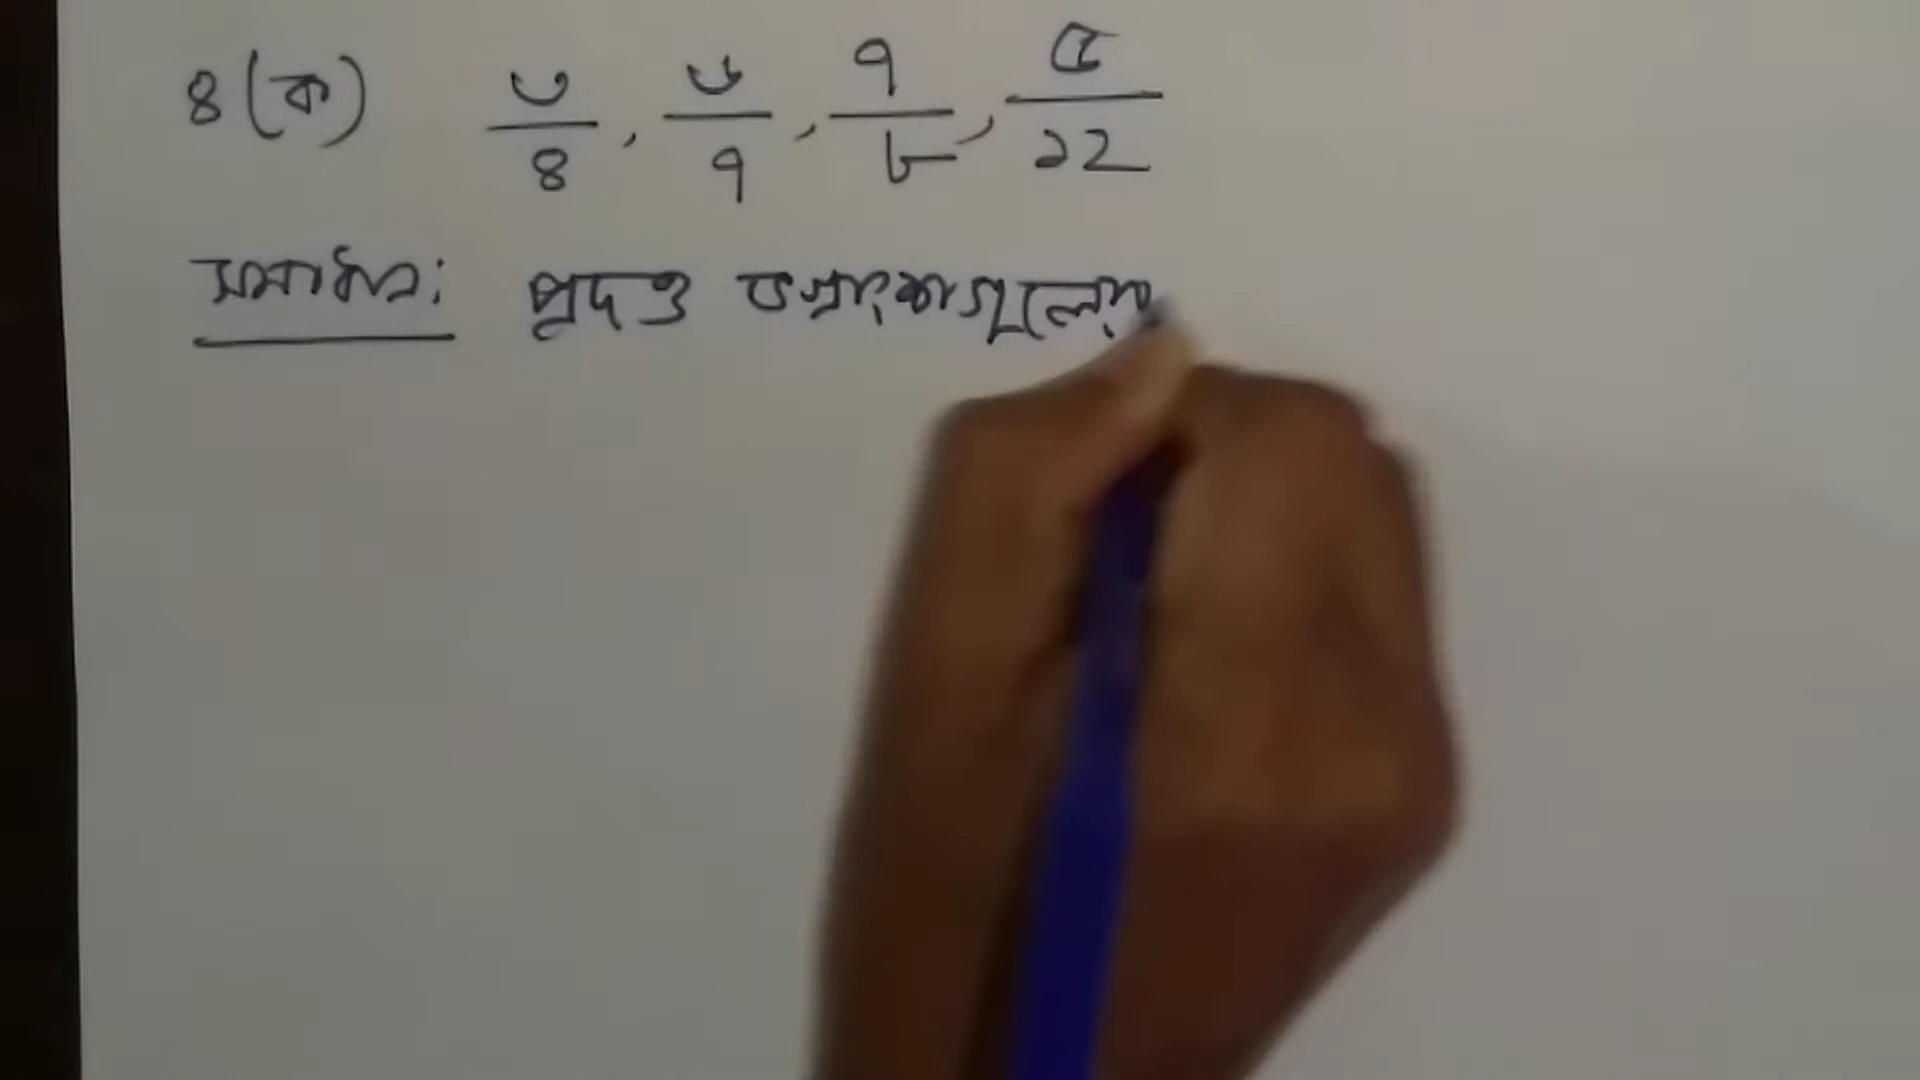 ৪(ক) ৩/৪, ৬/৭, ৭/৮, ৫/১২
সমাধান: প্রদত্ত ভগ্নাংশগুলোর